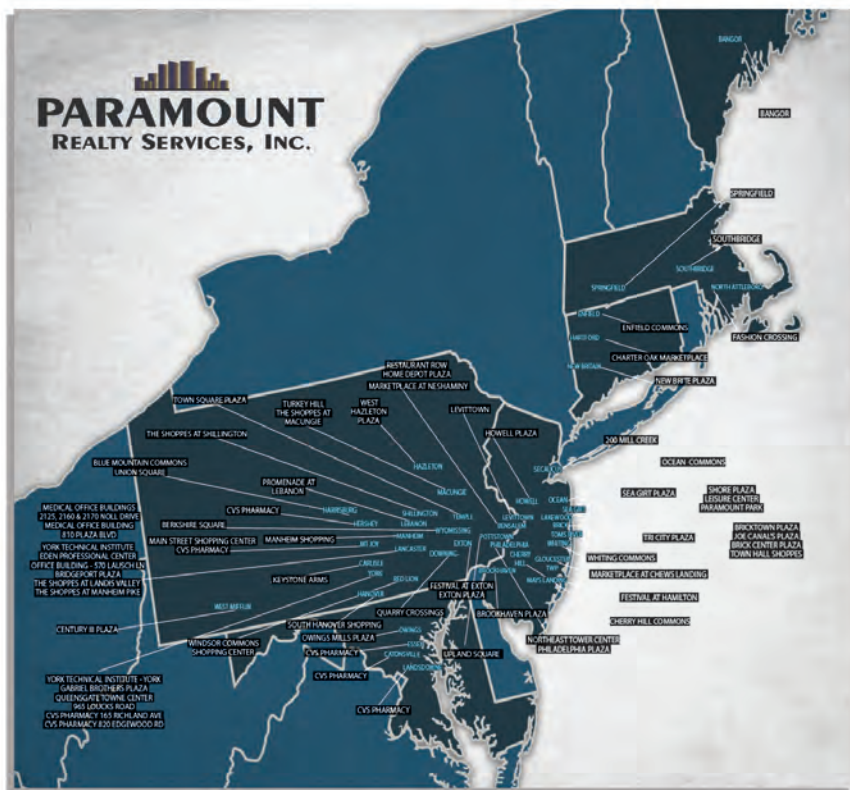 PARAMOUNT
REALTY SERVICES, INC.
BANGOR
BANGOR
SPRINGFIELD
SOUTHBRIDGE
SOUTHBRIDGE
SPRINGFIELD
NORTH ATTLEBORO
ENFIELD
ENFIELD COMMONS
HARTFORD
FASHION CROSSING
CHARTER OAK MARKETPLACE
NEW BRITAIN
NEW BRITE PLAZA
RESTAURANT ROW
HOME DEPOT PLAZA
MARKETPLACE AT NESHAMINY
TOWN SQUARE PLAZA
TURKEY HILL
THE SHOPPES AT
MACUNGIE
WEST
HAZLETON
PLAZA
LEVITTOWN
THE SHOPPES AT SHILLINGTON
HOWELL PLAZA
200 MILL CREEK
BLUE MOUNTAIN COMMONS
UNION SQUARE
HAZLETON
SECAUCUS
OCEAN COMMONS
PROMENADE AT
LEBANON
MACUNGIE
SEA GIRT PLAZA
SHORE PLAZA
LEISURE CENTER
PARAMOUNT PARK
MEDICAL OFFICE BUILDINGS
2125, 2160 & 2170 NOLL DRIVE
MEDICAL OFFICE BUILDING
810 PLAZA BLVD
CVS PHARMACY
HARRISBURG
SHILLINGTON
TEMPLE
HOWELL
OCEAN
LEVITTOWN
LAKEWOOD
BERKSHIRE SQUARE
HERSHEY
LEBANON
WYOMISSING
BENSALEM
BRICK
BRICKTOWN PLAZA
JOE CANALS PLAZA
BRICK CENTER PLAZA
TOWN HALL SHOPPES
MAIN STREET SHOPPING CENTER
CVS PHARMACY
MANHEIM SHOPPING
MANHEIM
POTTSTOWN
TOMS RIVER
TRI CITY PLAZA
YORK TECHNICAL INSTITUTE
EDEN PROFESSIONAL CENTER
OFFICE BUILDING - 570 LAUSCH LN
BRIDGEPORT PLAZA
THE SHOPPES AT LANDIS VALLEY
THE SHOPPES AT MANHEIM PIKE
MT JOY
EXTON
PHILADELPHIA
WHITING
LANCASTER
DOWNING
CHERRY
HILL
GLOUCESTER
TWP
WHITING COMMONS
CARLISLE
YORK
BROOKHAVEN
MARKETPLACE AT CHEWS LANDING
KEYSTONE ARMS
RED LION
MAYS LANDING
FESTIVAL AT EXTON
EXTON PLAZA
HANOVER
FESTIVAL AT HAMILTON
WEST MIFFLIN
QUARRY CROSSINGS
BROOKHAVEN PLAZA
CHERRY HILL COMMONS
CENTURY III PLAZA
SOUTH HANOVER SHOPPING
OWINGS MILLS PLAZA
OWINGS
WINDSOR COMMONS
SHOPPING CENTER
CVS PHARMACY
ESSEX
CATONSVILLE
UPLAND SQUARE
NORTHEAST TOWER CENTER
PHILADELPHIA PLAZA
LANSDOWNE
CVS PHARMACY
YORK TECHNICAL INSTITUTE - YORK
GABRIEL BROTHERS PLAZA
QUEENSGATE TOWNE CENTER
965 LOUCKS ROAD
CVS PHARMACY 165 RICHLAND AVE
CVS PHARMACY 820 EDGEWOOD RD
CVS PHARMACY